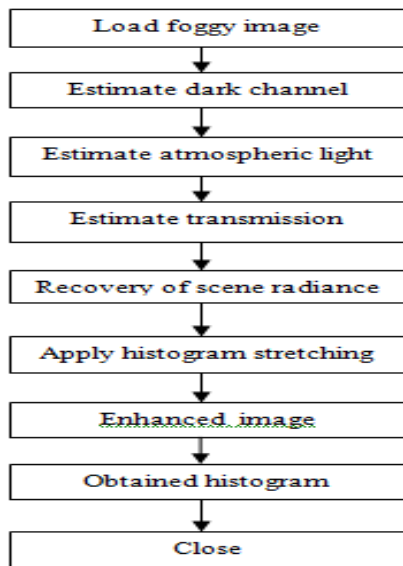 Load foggy image
Estimate dark channel
Estimate atmospheric light
Estimate transmission
Recovery of scene radiance
Apply histogram stretching
Enhanced image
Obtained histogram
Close